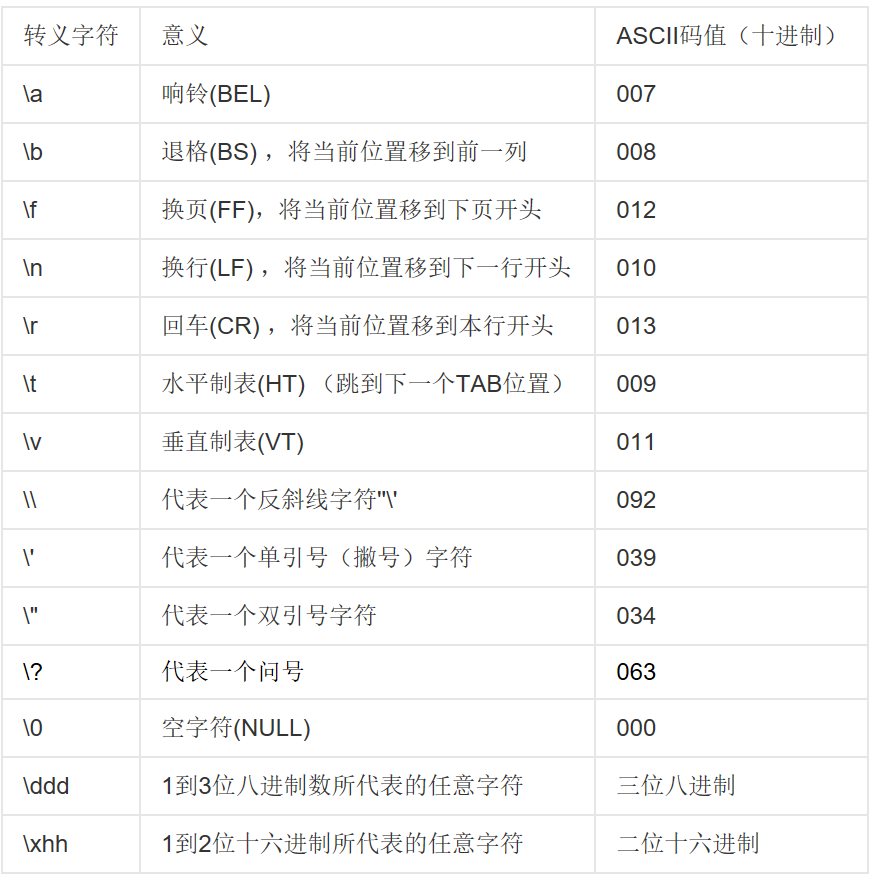 转义字符 意义 ASCII码值（十进制）
\a 响铃(BEL) 007
\b 退格(BS) ，将当前位置移到前一列 008
\f 换页(FF)，将当前位置移到下页开头 012
\n 换行(LF) ，将当前位置移到下一行开头 010
\r 回车(CR) ，将当前位置移到本行开头 013
\t 水平制表(HT) （跳到下一个TAB位置） 009
\v 垂直制表(VT) 011
\\ 代表一个反斜线字符''\' 092
\' 代表一个单引号（撇号）字符 039
\" 代表一个双引号字符 034
\? 代表一个问号 063
\0 空字符(NULL) 000
\ddd 1到3位八进制数所代表的任意字符 三位八进制
\xhh 1到2位十六进制所代表的任意字符 二位十六进制